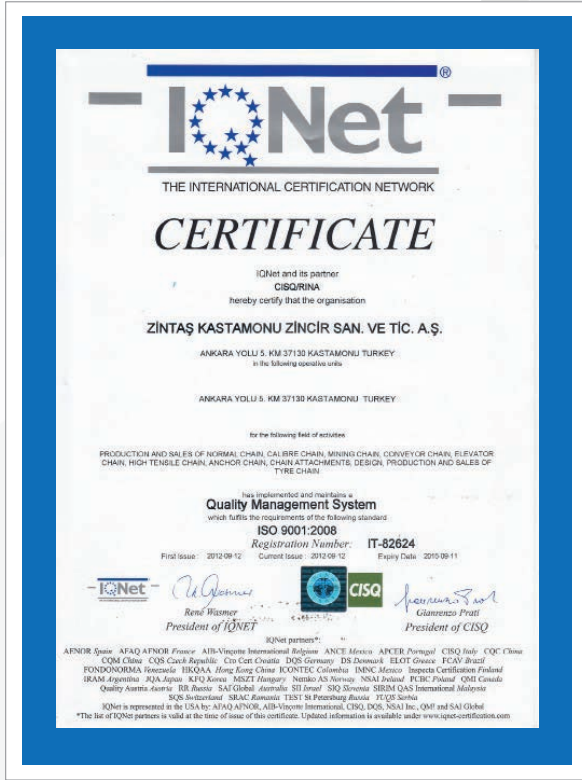 ®
IQNet
THE INTERNATIONAL CERTIFICATION NETWORK
CERTIFICATE
IQNet and its partner
CISQ/RINA
hereby certify that the organisation
ZİNTAŞ KASTAMONU ZİNCİR SAN. VE TİC. A.Ş.
ANKARA YOLU 5. KM 37130 KASTAMONU TURKEY
in the following operative units
ANKARA YOLU 5. KM 37130 KASTAMONU TURKEY
for the following field of activities
PRODUCTION AND SALES OF NORMAL CHAIN, CALIBRE CHAIN, MINING CHAIN, CONVEYOR CHAIN, ELEVATOR
CHAIN, HIGH TENSILE CHAIN, ANCHOR CHAIN, CHAIN ATTACHMENTS, DESIGN, PRODUCTION AND SALES OF
TYRE CHAIN
has implemented and maintains a
Quality Management System
which fulfils the requirements of the following standard
ISO 9001:2008
Registration Number: IT-82624
First Issue: 2012-09-12 Current Issue: 2012-09-12 Expiry Date 2015-09-11
IQNet CISQ
René Wasmer Gianrenzo Prati
President of IQNET President of CISQ
IQNet partners*:
AENOR Spain AFAQ AFNOR France AIB-Vinçotte International Belgium ANCE Mexico APCER Portugal CISQ Italy CQC China
CQM China CQS Czech Republic Cro Cert Croatia DQS Germany DS Denmark ELOT Greece FCAV Brazil
FONDONORMA Venezuela HKQAA Hong Kong China ICONTEC Colombia IMNC Mexico Inspecta Certification Finland
IRAM Argentina JQA Japan KFQ Korea MSZT Hungary Nemko AS Norway NSAI Ireland PCBC Poland QMI Canada
Quality Austria Austria RR Russia SAI Global Australia SII Israel SIQ Slovenia SIRIM QAS International Malaysia
SQS Switzerland SRAC Romania TEST St Petersburg Russia YUQS Serbia
IQNet is represented in the USA by: AFAQ AFNOR, AIB-Vinçotte International, CISQ, DQS, NSAI Inc., QMI and SAI Global
*The list of IQNet partners is valid at the time of issue of this certificate. Updated information is available under www.iqnet-certification.com